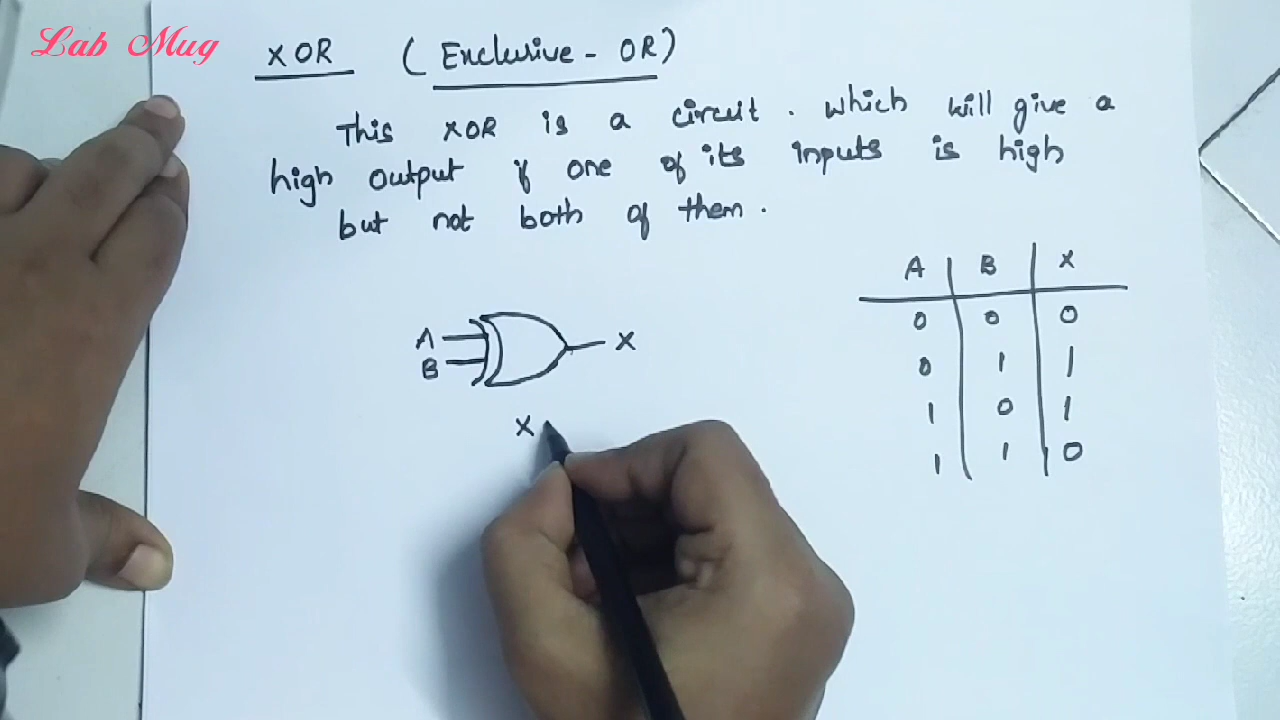 Lab Mug
XOR (Exclusive - OR)
This XOR is a circuit. which will give a
high output if one of its inputs is high
but not both of them.
A B X
0 0 0
0 1 1
1 0 1
1 1 0
A X
B
X